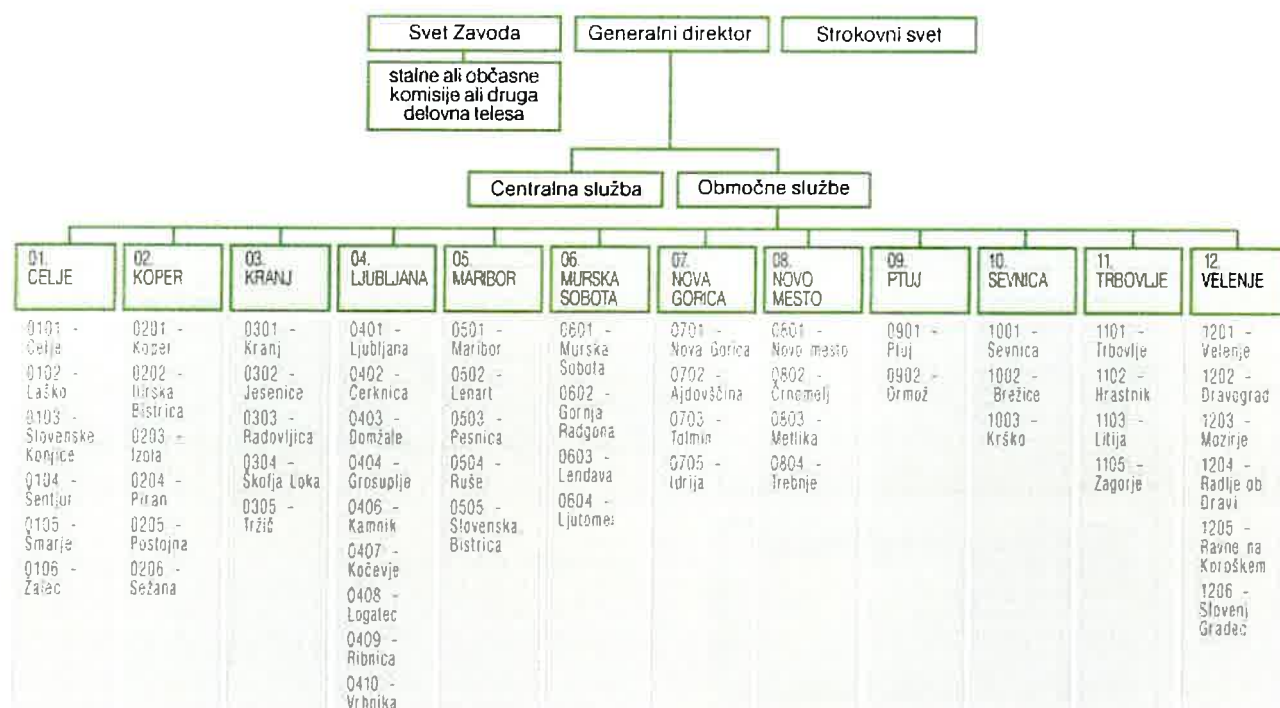 Svet Zavoda
Generalni direktor
Strokovni svet
stalne ali občasne
komisije ali druga
delovna telesa
Centralna služba
Območne službe
01.
CELJE
0101 -
Celje
0102 -
Laško
0103 -
Slovenske
Konjice
0104 -
Šentjur
0105 -
Šmarje
0106 -
Žalec
02.
KOPER
0201 -
Koper
0202 -
Ilirska
Bistrica
0203 -
Izola
0204 -
Piran
0205 -
Postojna
0206 -
Sežana
03.
KRANJ
0301 -
Kranj
0302 -
Jesenice
0303 -
Radovljica
0304 -
Škofja Loka
0305 -
Tržič
04.
LJUBLJANA
0401 -
Ljubljana
0402 -
Cerknica
0403 -
Domžale
0404 -
Grosuplje
0406 -
Kamnik
0407 -
Kočevje
0408 -
Logatec
0409 -
Ribnica
0410 -
Vrhnika
05.
MARIBOR
0501 -
Maribor
0502 -
Lenart
0503 -
Pesnica
0504 -
Ruše
0505 -
Slovenska
Bistrica
06.
MURSKA
SOBOTA
0601 -
Murska
Sobota
0602 -
Gornja
Radgona
0603 -
Lendava
0604 -
Ljutomer
07.
NOVA
GORICA
0701 -
Nova Gorica
0702 -
Ajdovščina
0703 -
Tolmin
0705 -
Idrija
08.
NOVO
MESTO
0801 -
Novo mesto
0802 -
Črnomelj
0803 -
Metlika
0804 -
Trebnje
09.
PTUJ
0901 -
Ptuj
0902 -
Ormož
10.
SEVNICA
1001 -
Sevnica
1002 -
Brežice
1003 -
Krško
11.
TRBOVLJE
1101 -
Trbovlje
1102 -
Hrastnik
1103 -
Litija
1105 -
Zagorje
12.
VELENJE
1201 -
Velenje
1202 -
Dravograd
1203 -
Mozirje
1204 -
Radlje ob
Dravi
1205 -
Ravne na
Koroškem
1206 -
Slovenj
Gradec